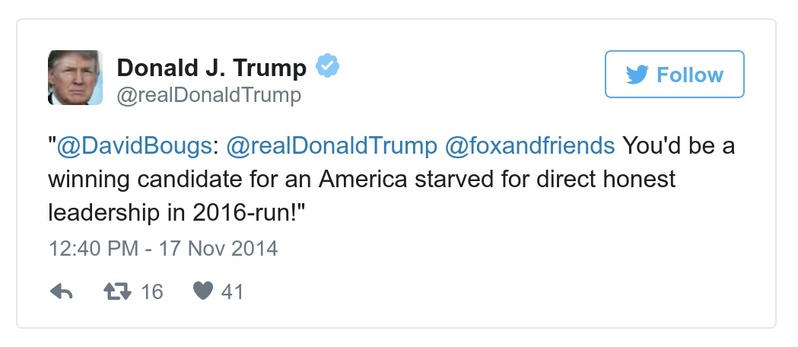 Donald J. Trump
@realDonaldTrump
Follow
"@DavidBougs: @realDonaldTrump @foxandfriends You'd be a
winning candidate for an America starved for direct honest
leadership in 2016-run!"
12:40 PM - 17 Nov 2014
16 41